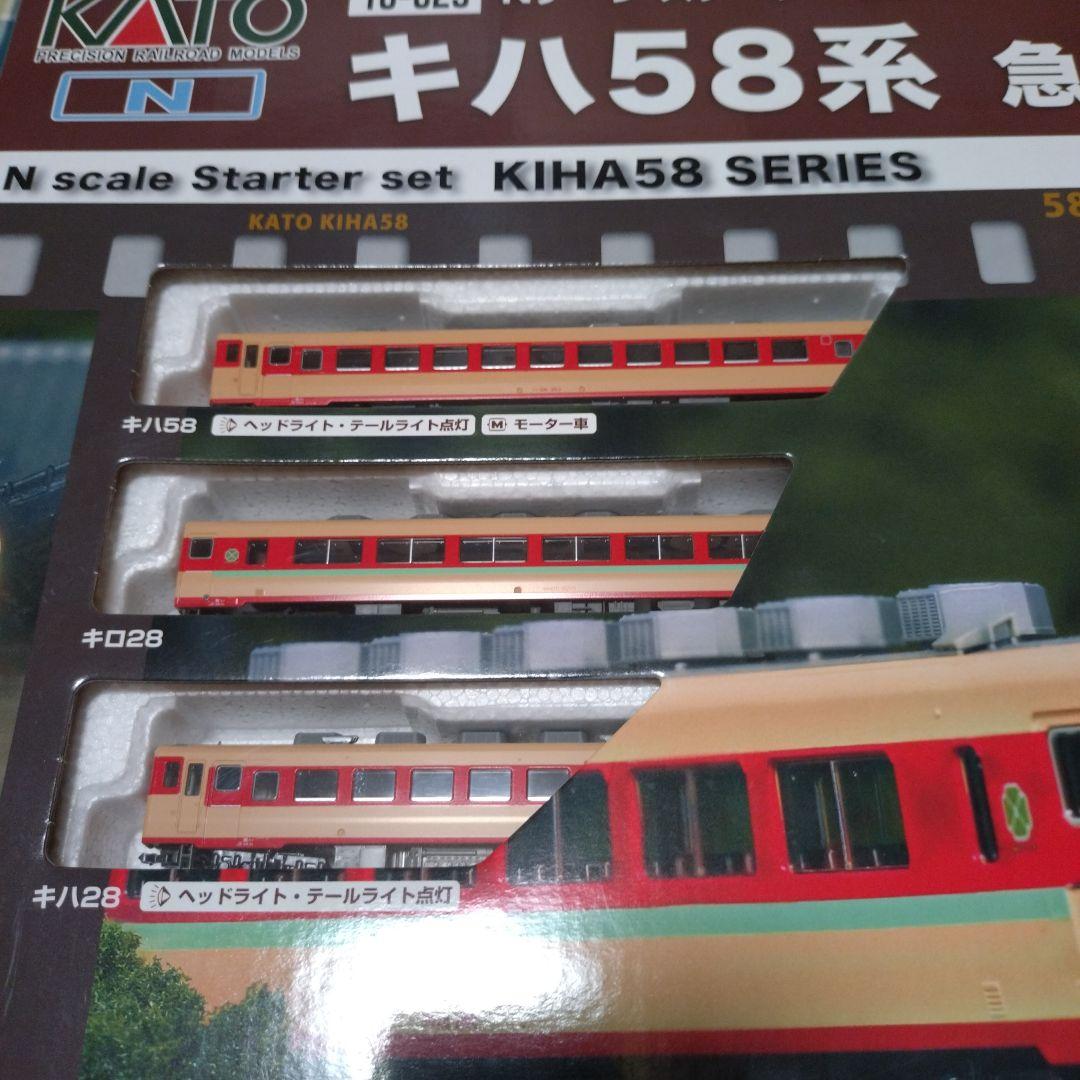 KATO
PRECISION RAILROAD MODELS
N
キハ58系 急
N scale Starter set KIHA58 SERIES
KATO KIHA58
58
キハ58 ヘッドライト・テールライト点灯 M モーター車
キロ28
キハ28 ヘッドライト・テールライト点灯